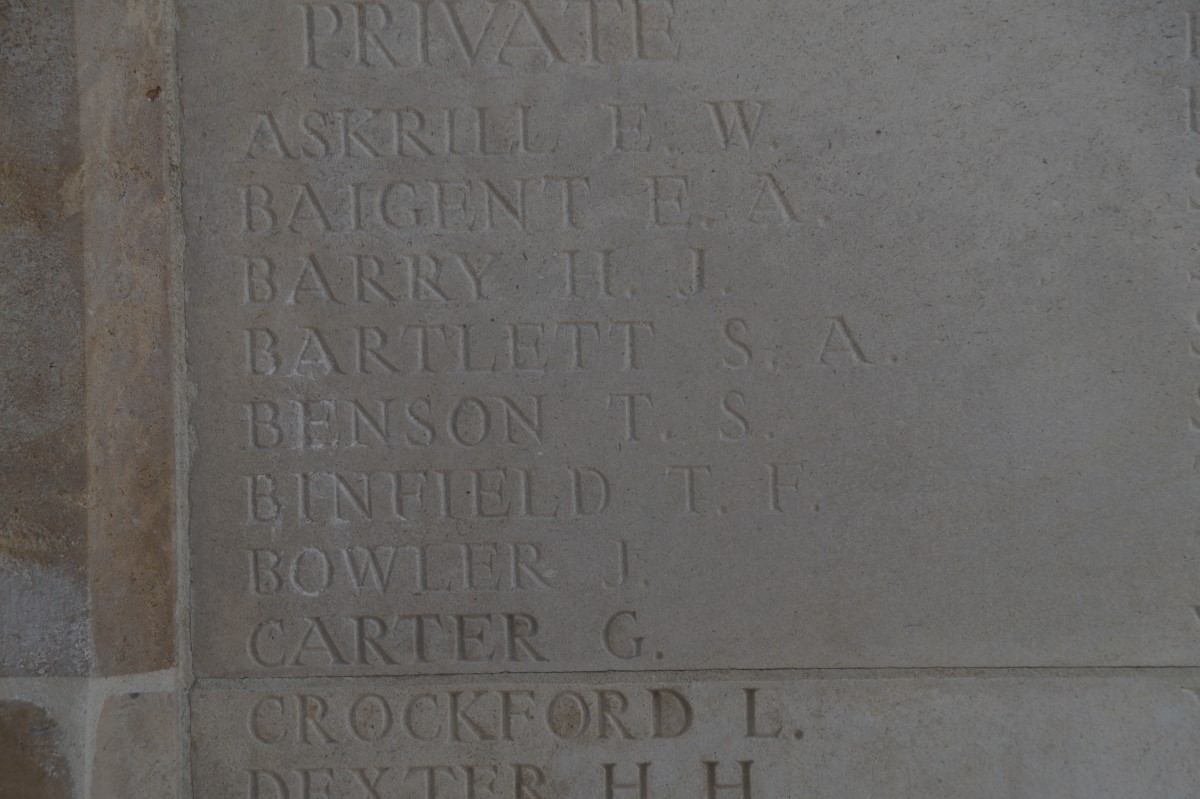 PRIVATE
ASKRILL E. W.
BAIGENT E. A.
BARRY H. J.
BARTLETT S. A.
BENSON T. S.
BINFIELD T. F.
BOWLER J.
CARTER G.
CROCKFORD L.
DEXTER H. H.